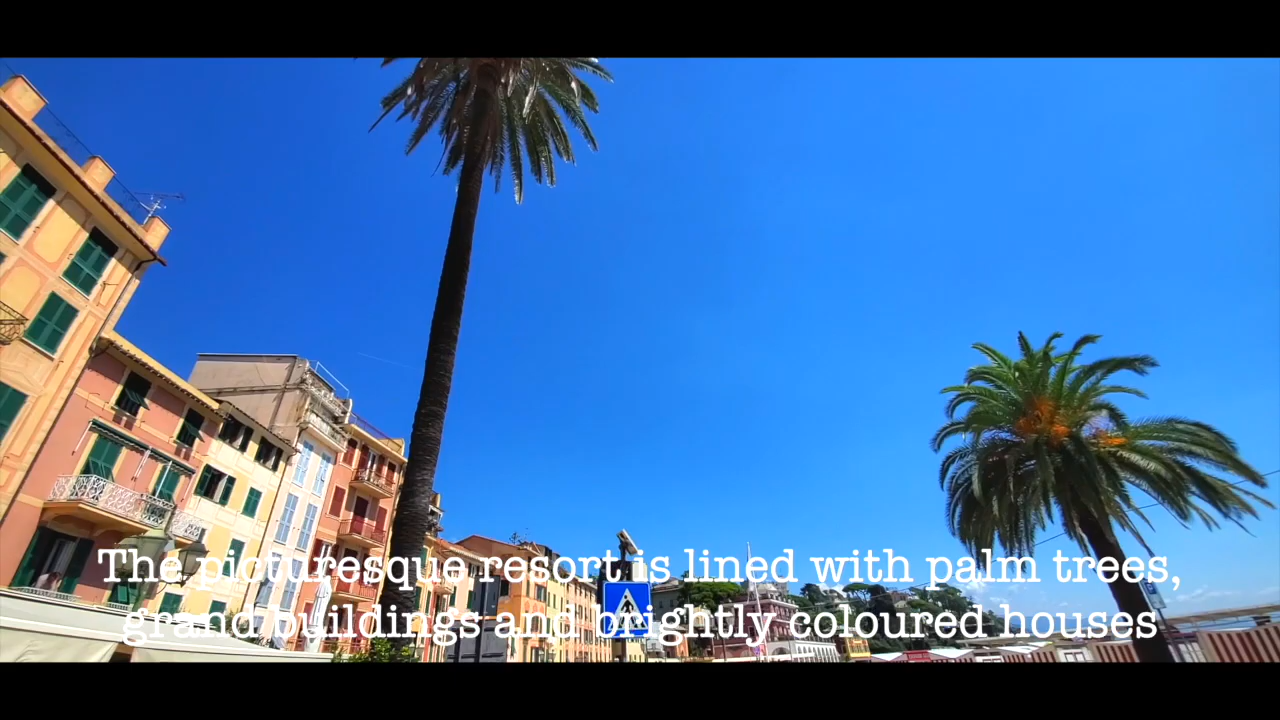 The picturesque resort is lined with palm trees,
grand buildings and brightly coloured houses